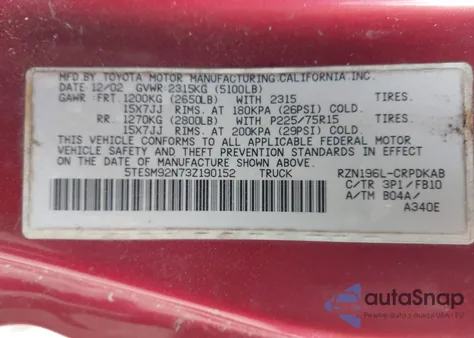 MFD BY TOYOTA MOTOR MANUFACTURING CALIFORNIA INC.
DATE 12/02 GVWR 2315KG (5100LB)
GAWR: FRT. 1200KG (2650LB) WITH 2315 TIRES.
15X7JJ RIMS. AT 180KPA (26PSI) COLD.
RR. 1270KG (2800LB) WITH P225/75R15 TIRES.
15X7JJ RIMS. AT 200KPA (29PSI) COLD.
THIS VEHICLE CONFORMS TO ALL APPLICABLE FEDERAL MOTOR
VEHICLE SAFETY AND THEFT PREVENTION STANDARDS IN EFFECT
ON THE DATE OF MANUFACTURE SHOWN ABOVE.
5TESM92N73Z190152 TRUCK RZN196L-CRPDKAB
C/TR 3P1/FB10
A/TM B04A/
A340E
autoSnap